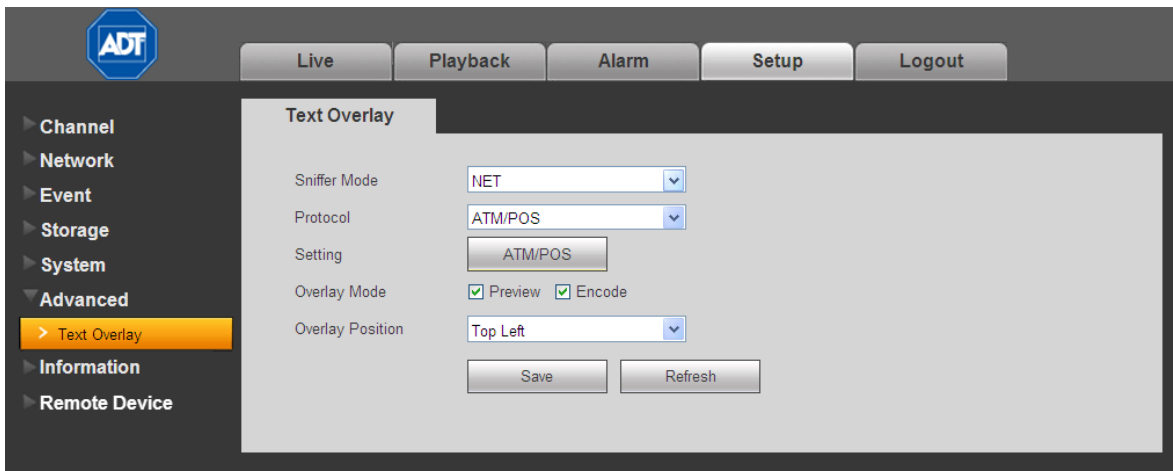 ADT
Live Playback Alarm Setup Logout
Channel
Network
Event
Storage
System
Advanced
> Text Overlay
Information
Remote Device
Text Overlay
Sniffer Mode NET
Protocol ATM/POS
Setting ATM/POS
Overlay Mode Preview Encode
Overlay Position Top Left
Save Refresh